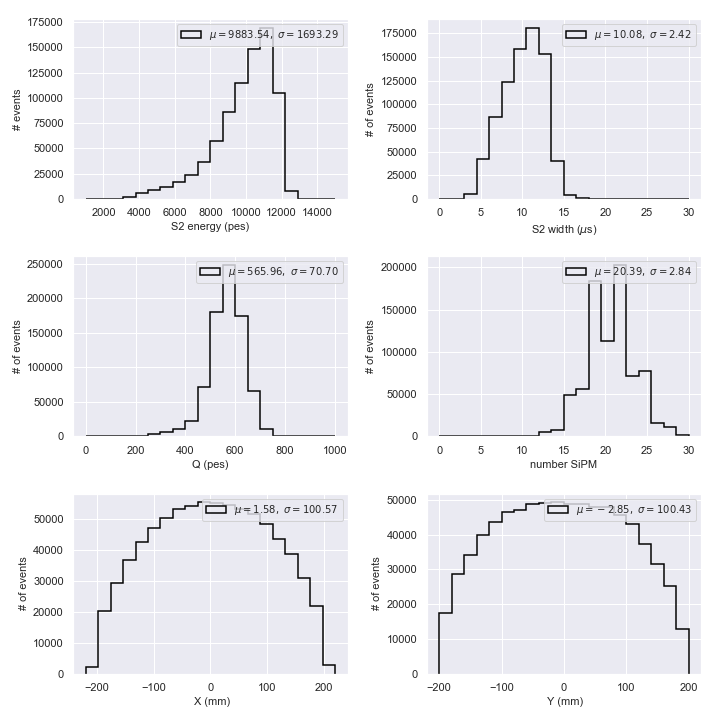 175000
150000
125000
100000
75000
50000
25000
0
# events
μ = 9883.54, σ = 1693.29
2000 4000 6000 8000 10000 12000 14000
S2 energy (pes)
175000
150000
125000
100000
75000
50000
25000
0
# of events
μ = 10.08, σ = 2.42
0 5 10 15 20 25 30
S2 width (μs)
250000
200000
150000
100000
50000
0
# of events
μ = 565.96, σ = 70.70
0 200 400 600 800 1000
Q (pes)
200000
150000
100000
50000
0
# of events
μ = 20.39, σ = 2.84
0 5 10 15 20 25 30
number SiPM
50000
40000
30000
20000
10000
0
# of events
μ = 1.58, σ = 100.57
−200 −100 0 100 200
X (mm)
50000
40000
30000
20000
10000
0
# of events
μ = −2.85, σ = 100.43
−200 −100 0 100 200
Y (mm)